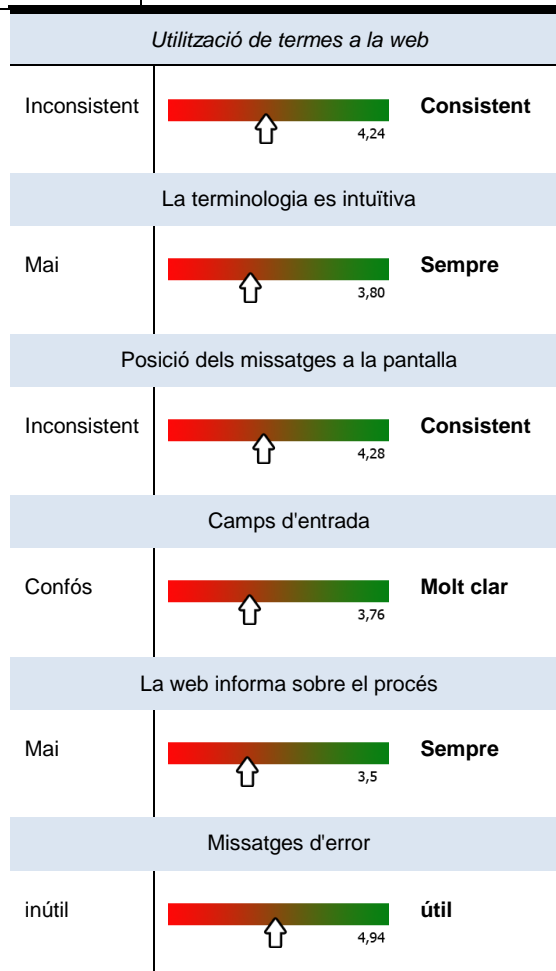 Utilització de termes a la web
Inconsistent Consistent
4,24
La terminologia es intuïtiva
Mai Sempre
3,80
Posició dels missatges a la pantalla
Inconsistent Consistent
4,28
Camps d'entrada
Confós Molt clar
3,76
La web informa sobre el procés
Mai Sempre
3,5
Missatges d'error
inútil útil
4,94